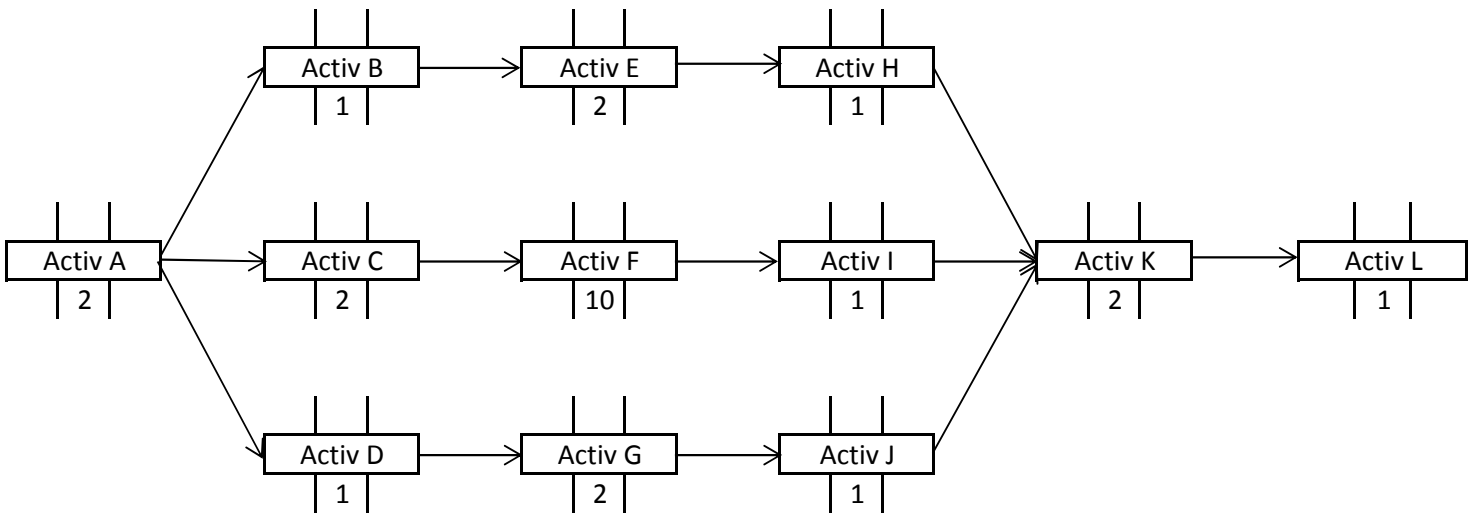 Activ B
Activ E
Activ H
1
2
1
Activ A
Activ C
Activ F
Activ I
Activ K
Activ L
2
2
10
1
2
1
Activ D
Activ G
Activ J
1
2
1